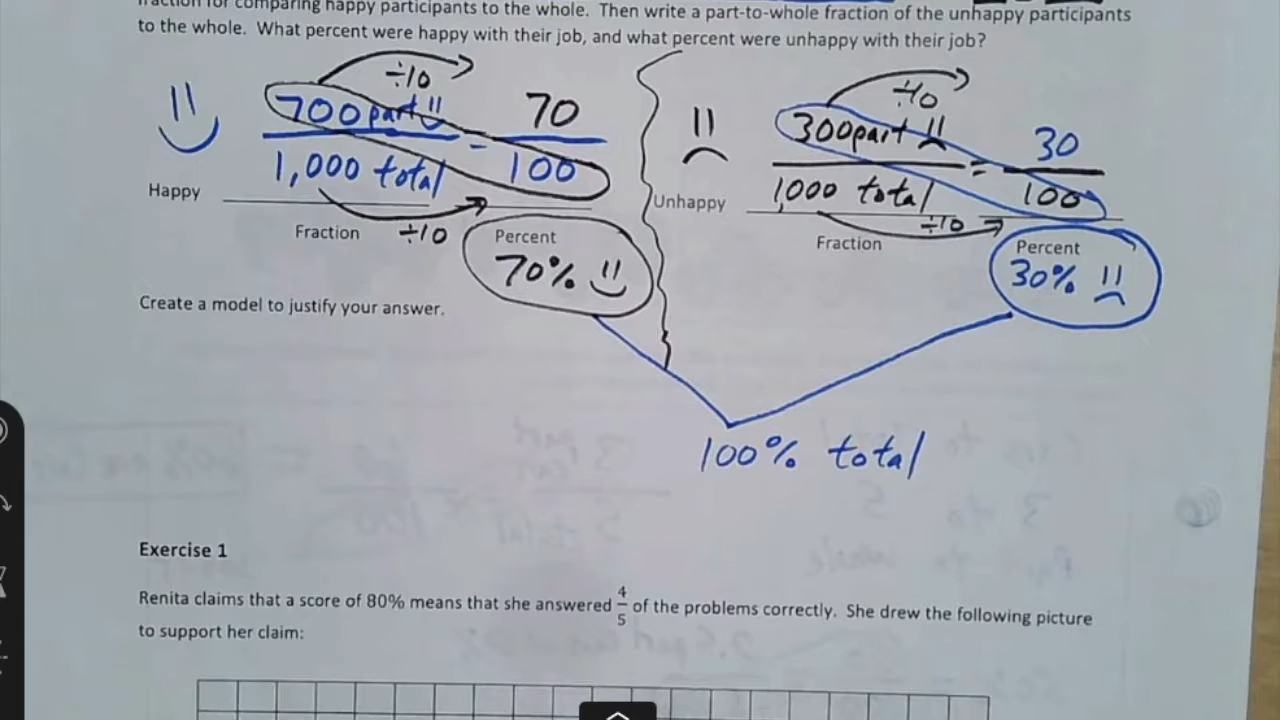 fraction for comparing happy participants to the whole. Then write a part-to-whole fraction of the unhappy participants
to the whole. What percent were happy with their job, and what percent were unhappy with their job?
÷10
700 part = 70
1,000 total 100
Happy
Fraction ÷10 Percent
70%
÷10
300 part = 30
1000 total 100
Unhappy
÷10
Fraction Percent
30%
Create a model to justify your answer.
100% total
Exercise 1
Renita claims that a score of 80% means that she answered 4/5 of the problems correctly. She drew the following picture
to support her claim: